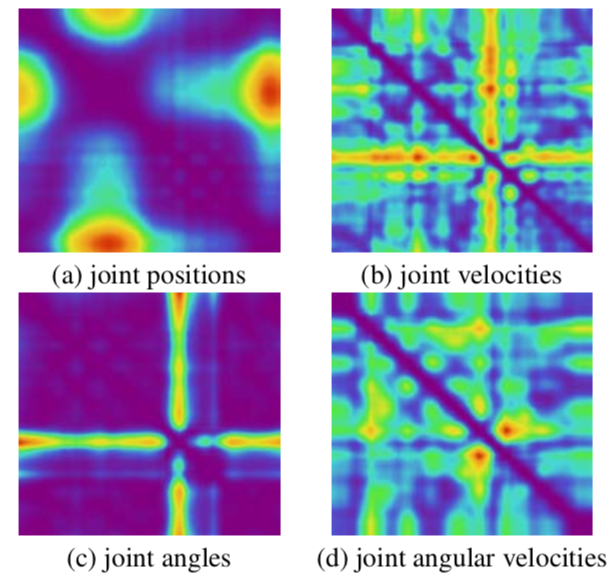 (a) joint positions
(b) joint velocities
(c) joint angles
(d) joint angular velocities